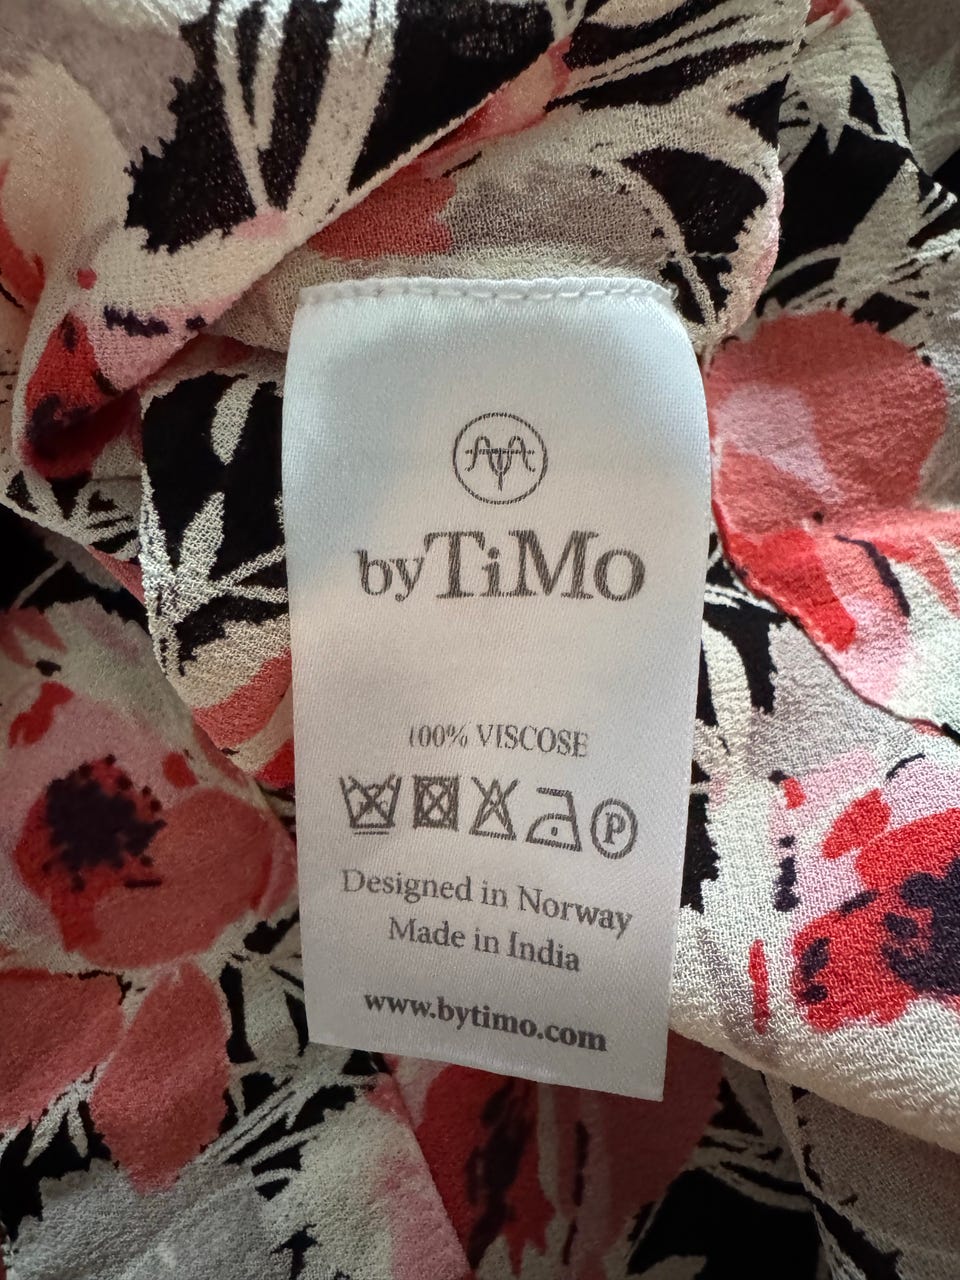 byTiMo
100% VISCOSE
P
Designed in Norway
Made in India
www.bytimo.com